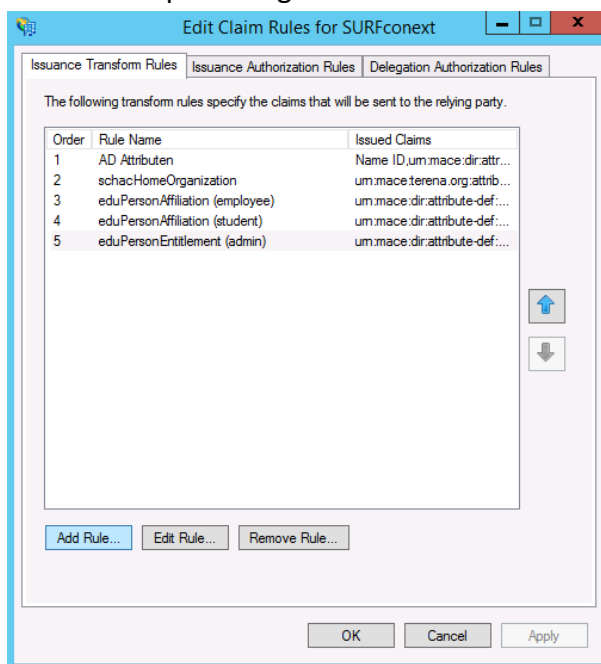 Edit Claim Rules for SURFconext
Issuance Transform Rules Issuance Authorization Rules Delegation Authorization Rules
The following transform rules specify the claims that will be sent to the relying party.
Order Rule Name Issued Claims
1 AD Attributen Name ID,urn:mace:dir:attr...
2 schacHomeOrganization urn:mace:terena.org:attrib...
3 eduPersonAffiliation (employee) urn:mace:dir:attribute-def:...
4 eduPersonAffiliation (student) urn:mace:dir:attribute-def:...
5 eduPersonEntitlement (admin) urn:mace:dir:attribute-def:...
Add Rule... Edit Rule... Remove Rule...
OK Cancel Apply